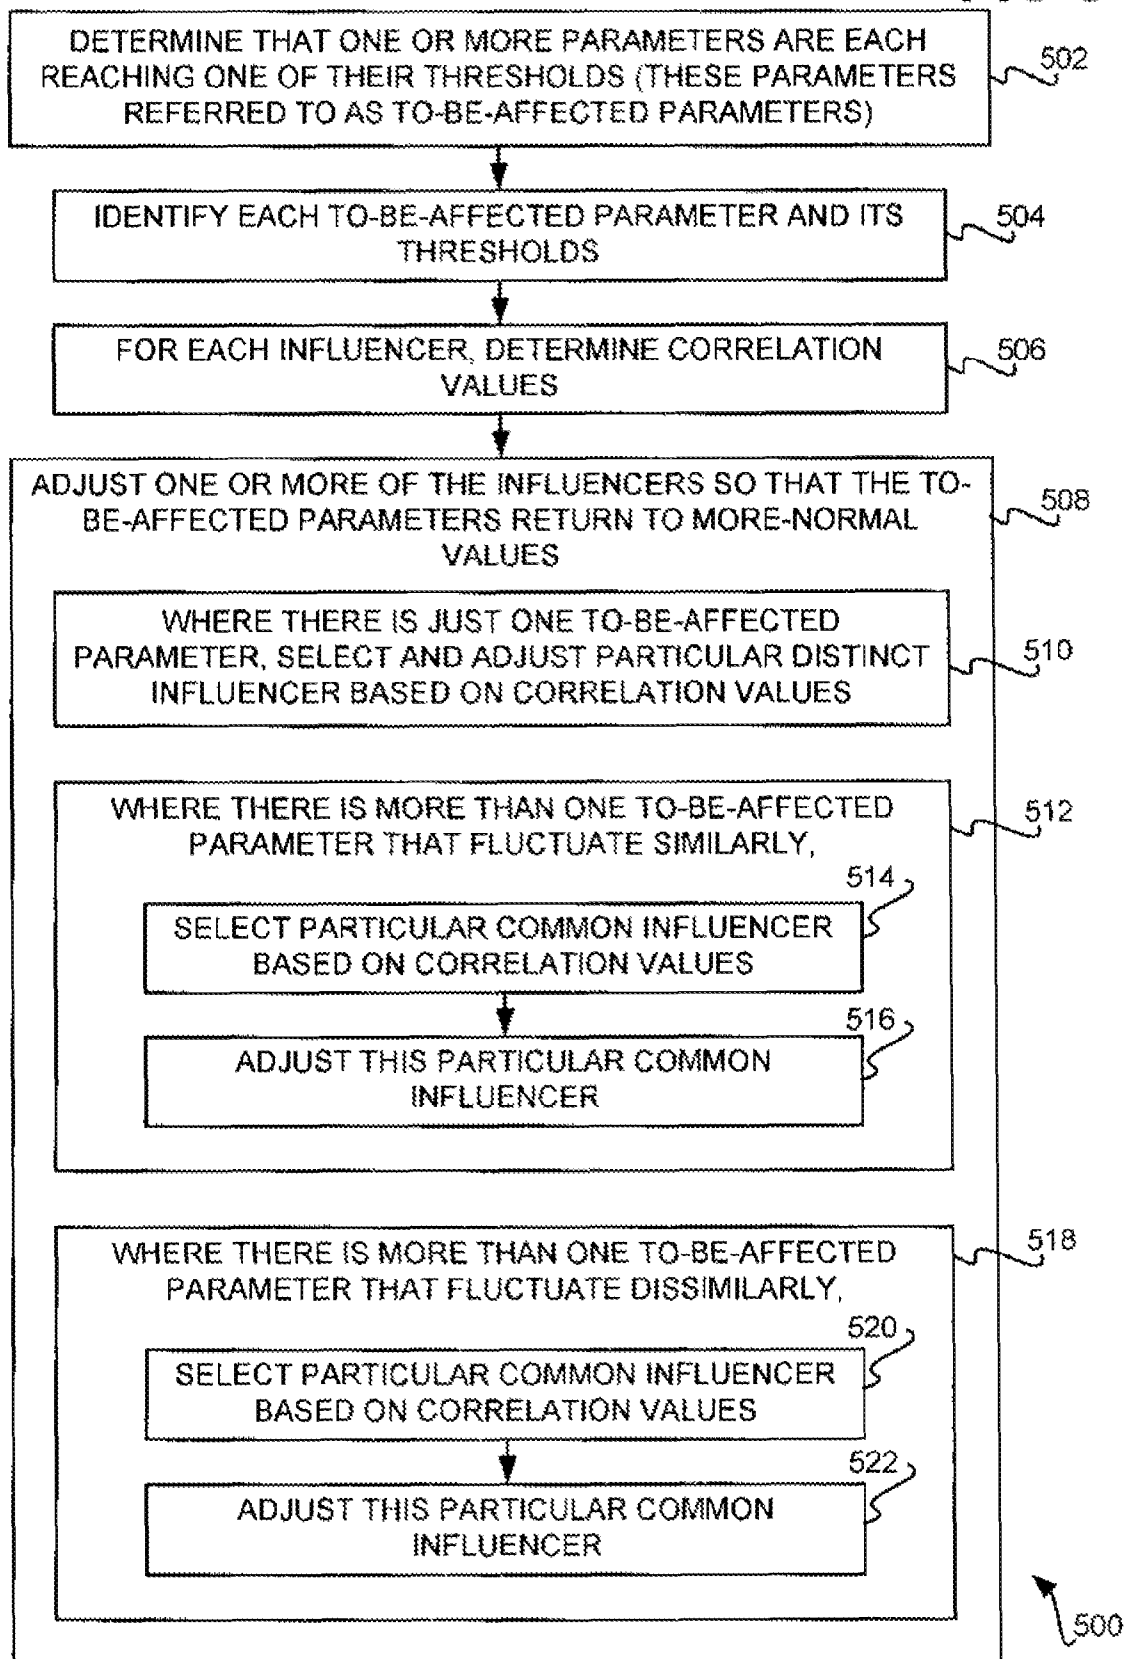 DETERMINE THAT ONE OR MORE PARAMETERS ARE EACH
REACHING ONE OF THEIR THRESHOLDS (THESE PARAMETERS
REFERRED TO AS TO-BE-AFFECTED PARAMETERS)
502
IDENTIFY EACH TO-BE-AFFECTED PARAMETER AND ITS
THRESHOLDS
504
FOR EACH INFLUENCER, DETERMINE CORRELATION
VALUES
506
ADJUST ONE OR MORE OF THE INFLUENCERS SO THAT THE TO-
BE-AFFECTED PARAMETERS RETURN TO MORE-NORMAL
VALUES
508
WHERE THERE IS JUST ONE TO-BE-AFFECTED
PARAMETER, SELECT AND ADJUST PARTICULAR DISTINCT
INFLUENCER BASED ON CORRELATION VALUES
510
WHERE THERE IS MORE THAN ONE TO-BE-AFFECTED
PARAMETER THAT FLUCTUATE SIMILARLY,
512
514
SELECT PARTICULAR COMMON INFLUENCER
BASED ON CORRELATION VALUES
516
ADJUST THIS PARTICULAR COMMON
INFLUENCER
WHERE THERE IS MORE THAN ONE TO-BE-AFFECTED
PARAMETER THAT FLUCTUATE DISSIMILARLY,
518
520
SELECT PARTICULAR COMMON INFLUENCER
BASED ON CORRELATION VALUES
522
ADJUST THIS PARTICULAR COMMON
INFLUENCER
500